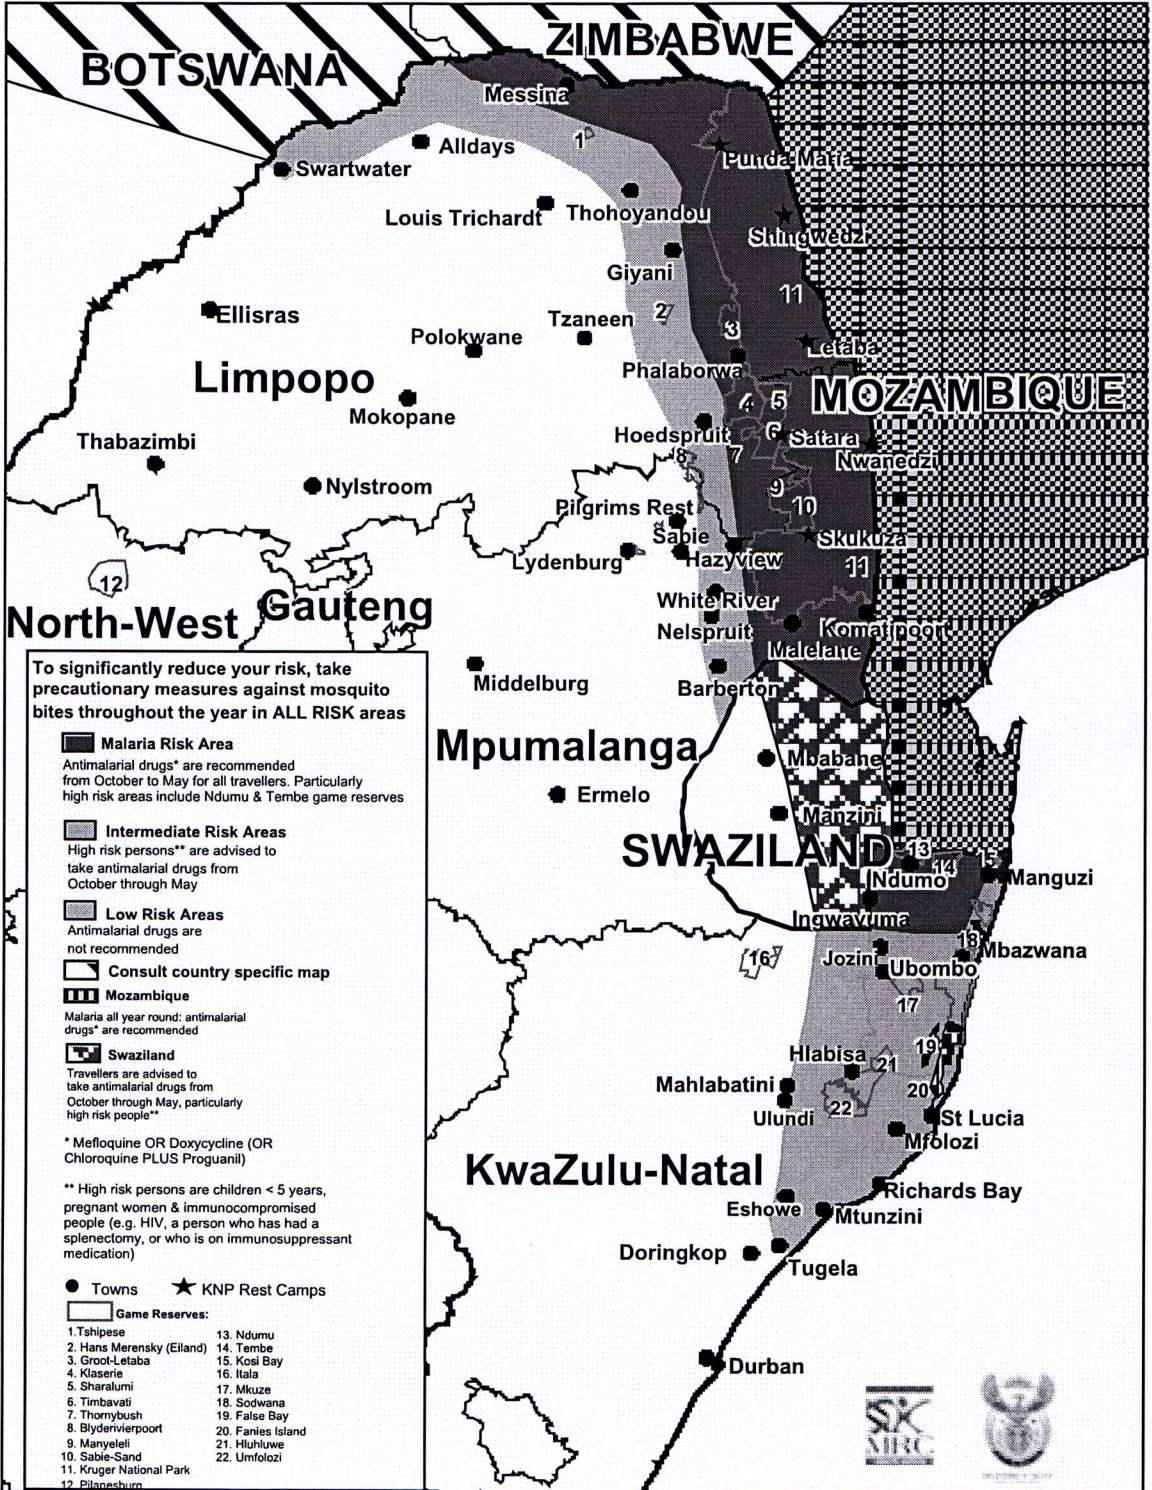 ZIMBABWE
BOTSWANA
Messina
1
Alldays
Punda Maria
Swartwater
Louis Trichardt
Thohoyandou
Shingwedzi
Giyani
11
Ellisras
2
Tzaneen
3
Polokwane
Letaba
Phalaborwa
Limpopo
MOZAMBIQUE
4
5
Mokopane
6
Satara
Hoedspruit
Thabazimbi
8
7
Nwanedzi
Nylstroom
9
Pilgrims Rest
10
Sabie
Skukuza
Lydenburg
Hazyview
11
12
White River
North-West
Gauteng
Nelspruit
Komatipoort
Malelane
Middelburg
Barberton
Mpumalanga
Mbabane
Ermelo
Manzini
SWAZILAND
13
14
15
Ndumo
Manguzi
Ingwavuma
18
Mbazwana
16
Jozini
Ubombo
17
19
Hlabisa
21
Mahlabatini
20
22
Ulundi
St Lucia
Mfolozi
KwaZulu-Natal
Richards Bay
Eshowe
Mtunzini
Doringkop
Tugela
Durban
To significantly reduce your risk, take
precautionary measures against mosquito
bites throughout the year in ALL RISK areas
Malaria Risk Area
Antimalarial drugs* are recommended
from October to May for all travellers. Particularly
high risk areas include Ndumu & Tembe game reserves
Intermediate Risk Areas
High risk persons** are advised to
take antimalarial drugs from
October through May
Low Risk Areas
Antimalarial drugs are
not recommended
Consult country specific map
Mozambique
Malaria all year round: antimalarial
drugs* are recommended
Swaziland
Travellers are advised to
take antimalarial drugs from
October through May, particularly
high risk people**
* Mefloquine OR Doxycycline (OR
Chloroquine PLUS Proguanil)
** High risk persons are children < 5 years,
pregnant women & immunocompromised
people (e.g. HIV, a person who has had a
splenectomy, or who is on immunosuppressant
medication)
Towns KNP Rest Camps
Game Reserves:
1.Tshipese
2. Hans Merensky (Eiland)
3. Groot-Letaba
4. Klaserie
5. Sharalumi
6. Timbavati
7. Thornybush
8. Blyderivierpoort
9. Manyeleli
10. Sabie-Sand
11. Kruger National Park
12. Pilanesburg
13. Ndumu
14. Tembe
15. Kosi Bay
16. Itala
17. Mkuze
18. Sodwana
19. False Bay
20. Fanies Island
21. Hluhluwe
22. Umfolozi
MRC